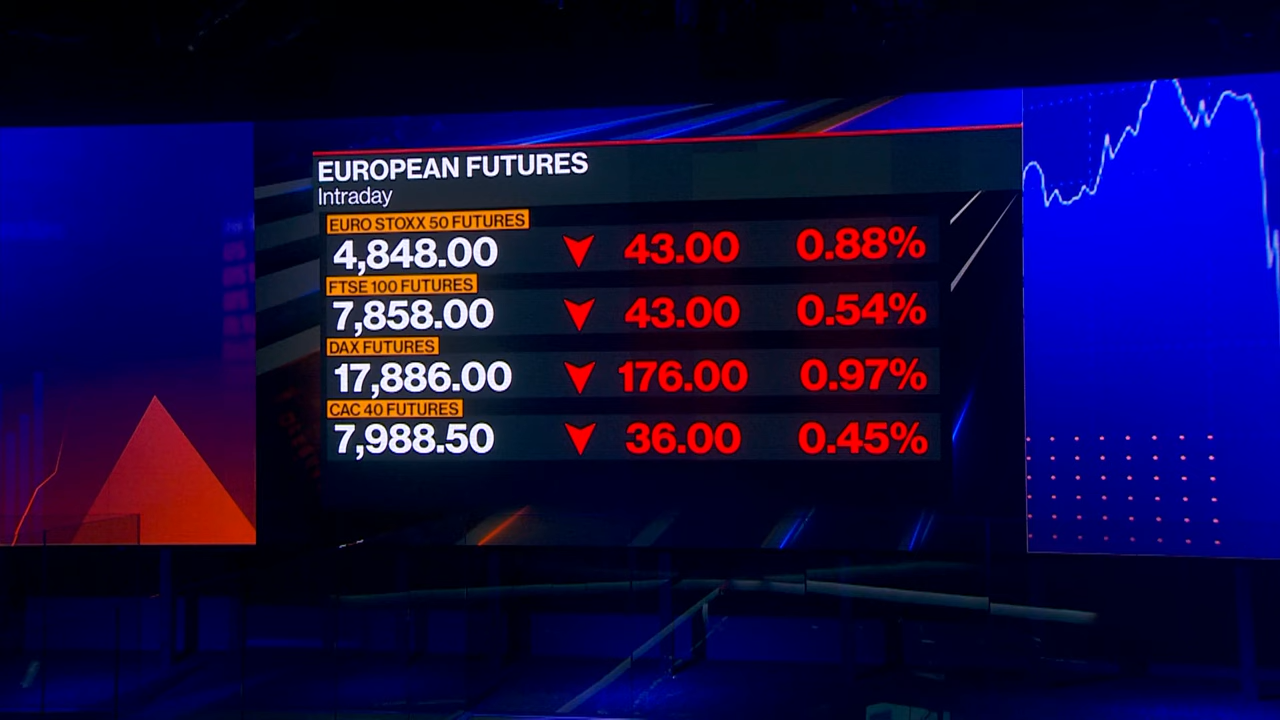 EUROPEAN FUTURES
Intraday
EURO STOXX 50 FUTURES
4,848.00 43.00 0.88%
FTSE 100 FUTURES
7,858.00 43.00 0.54%
DAX FUTURES
17,886.00 176.00 0.97%
CAC 40 FUTURES
7,988.50 36.00 0.45%